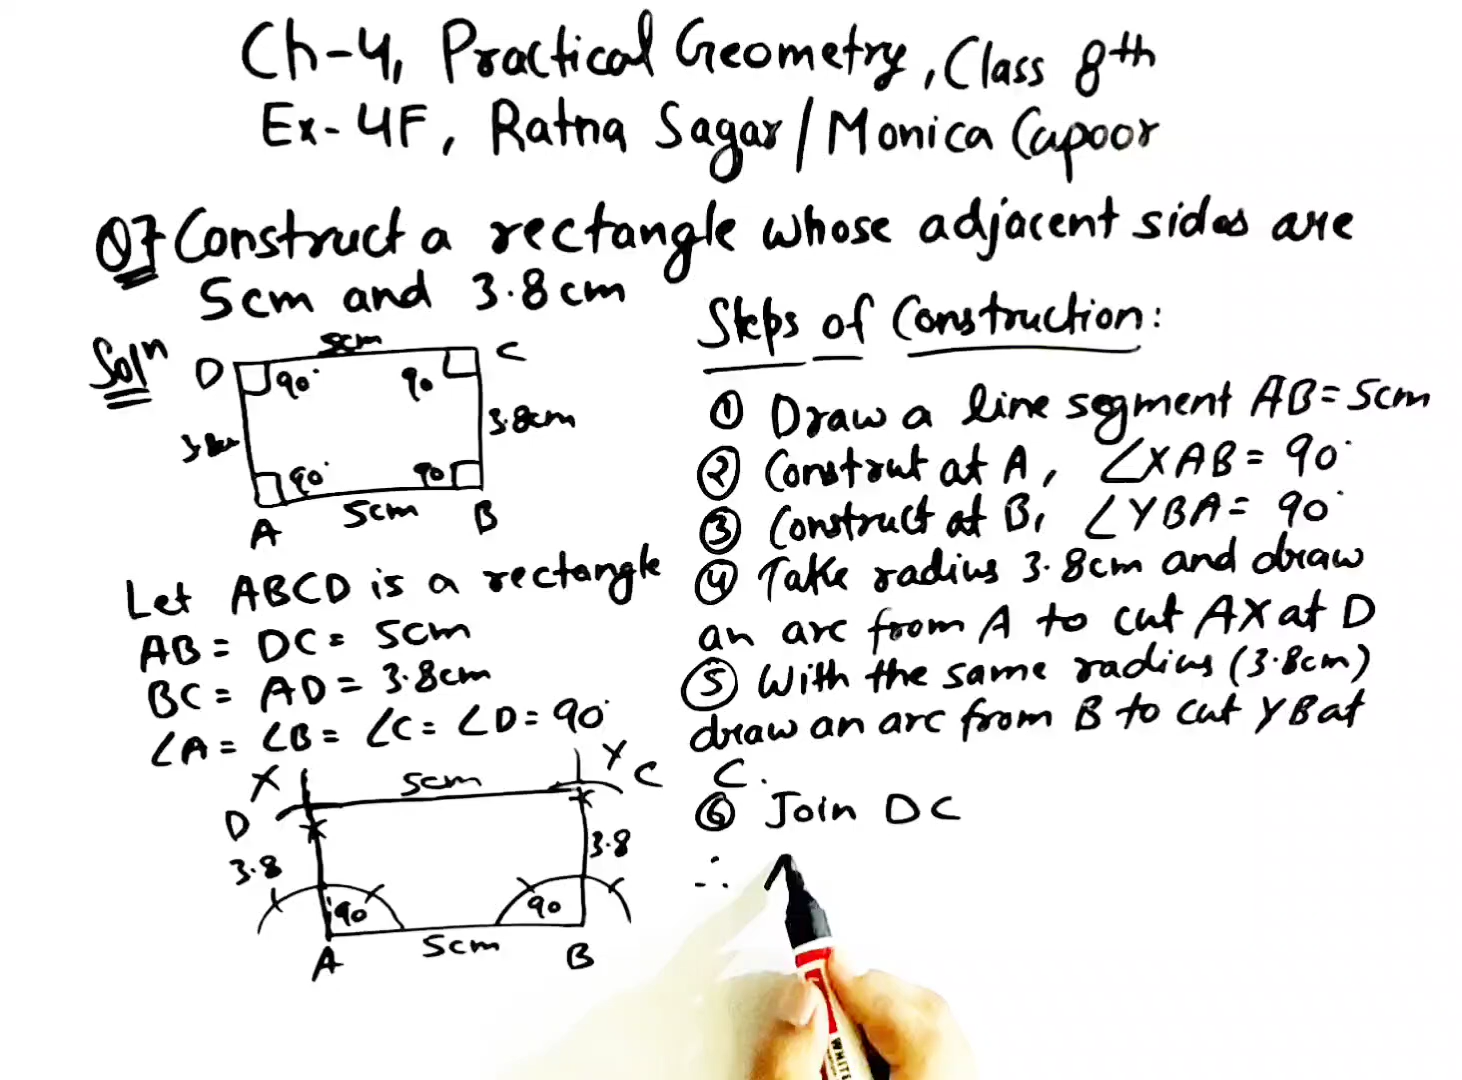 Ch-4, Practical Geometry, Class 8th
Ex-4F, Ratna Sagar/Monica Capoor
Q7 Construct a rectangle whose adjacent sides are
5cm and 3.8cm
Solⁿ
5cm
D
C
90°
90
3.8cm
90°
90
5cm
A
B
Let ABCD is a rectangle
AB = DC = 5cm
BC = AD = 3.8cm
∠A = ∠B = ∠C = ∠D = 90°
X
Y
5cm
C
D
3.8
3.8
90
90
5cm
A
B
Steps of Construction:
① Draw a line segment AB = 5cm
② Construt at A, ∠XAB = 90°
③ Construct at B, ∠YBA = 90°
④ Take radius 3.8cm and draw
an arc from A to cut AX at D
⑤ With the same radius (3.8cm)
draw an arc from B to cut YB at
C.
⑥ Join DC
∴
WHITE